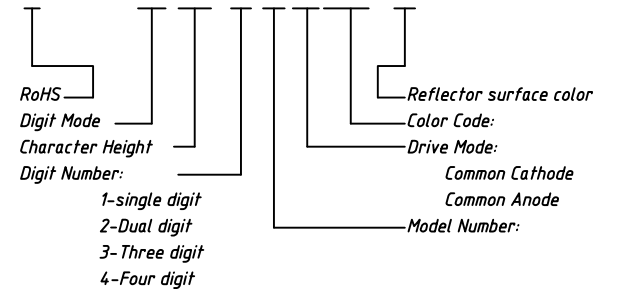 RoHS
Digit Mode
Character Height
Digit Number:
1-single digit
2-Dual digit
3-Three digit
4-Four digit
Reflector surface color
Color Code:
Drive Mode:
Common Cathode
Common Anode
Model Number: